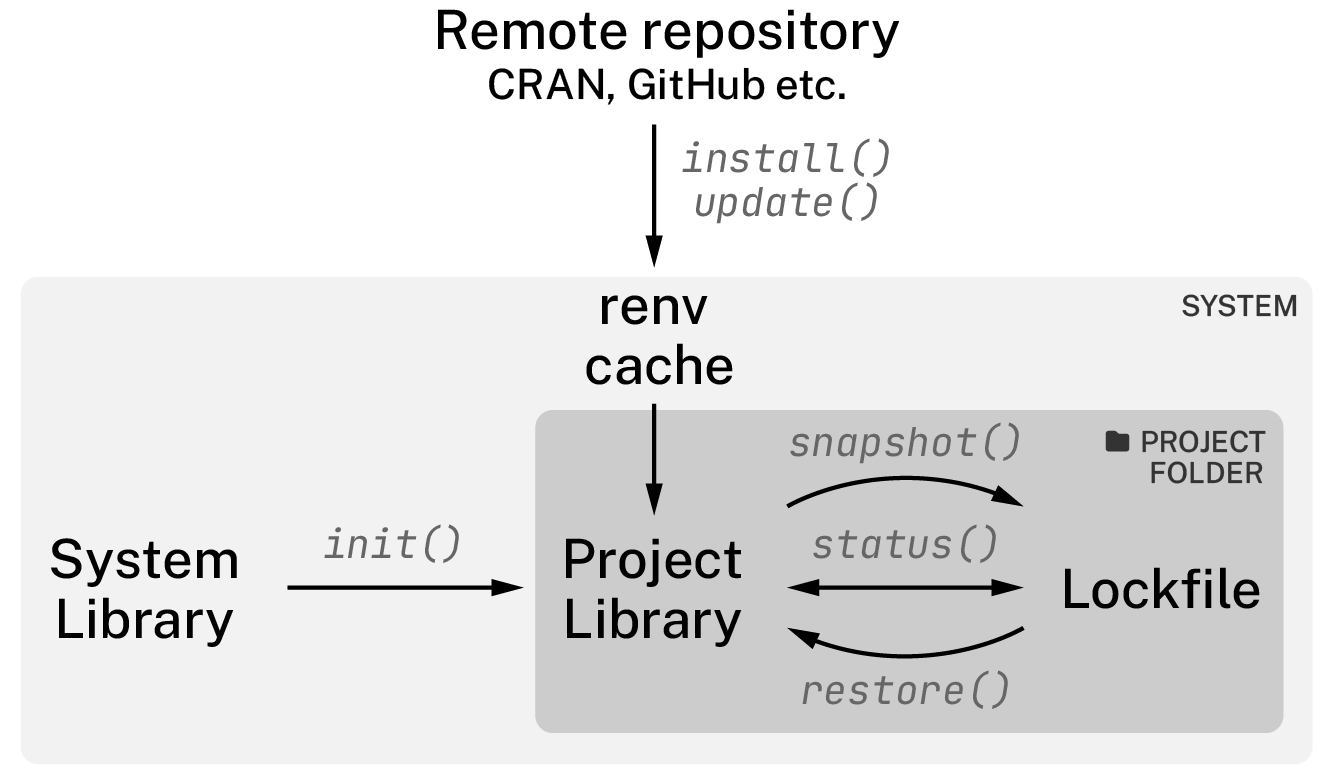 Remote repository
CRAN, GitHub etc.
install()
update()
renv
cache
SYSTEM
PROJECT
FOLDER
snapshot()
System
Library
init()
Project
Library
status()
Lockfile
restore()